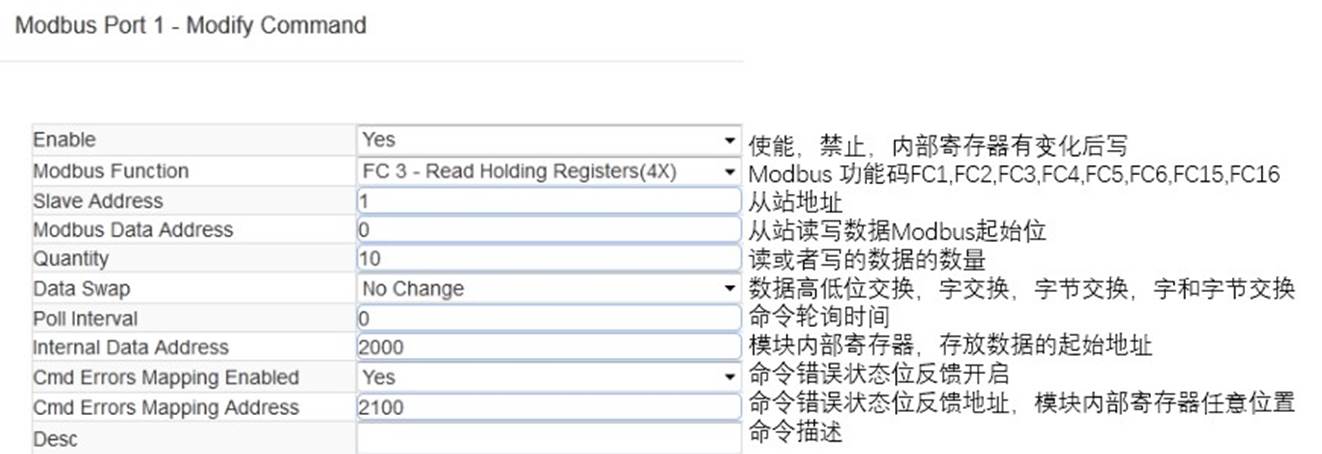 Modbus Port 1 - Modify Command
Enable Yes 使能，禁止，内部寄存器有变化后写
Modbus Function FC 3 - Read Holding Registers(4X) Modbus 功能码FC1,FC2,FC3,FC4,FC5,FC6,FC15,FC16
Slave Address 1 从站地址
Modbus Data Address 0 从站读写数据Modbus起始位
Quantity 10 读或者写的数据的数量
Data Swap No Change 数据高低位交换，字交换，字节交换，字和字节交换
Poll Interval 0 命令轮询时间
Internal Data Address 2000 模块内部寄存器，存放数据的起始地址
Cmd Errors Mapping Enabled Yes 命令错误状态位反馈开启
Cmd Errors Mapping Address 2100 命令错误状态位反馈地址，模块内部寄存器任意位置
Desc 命令描述